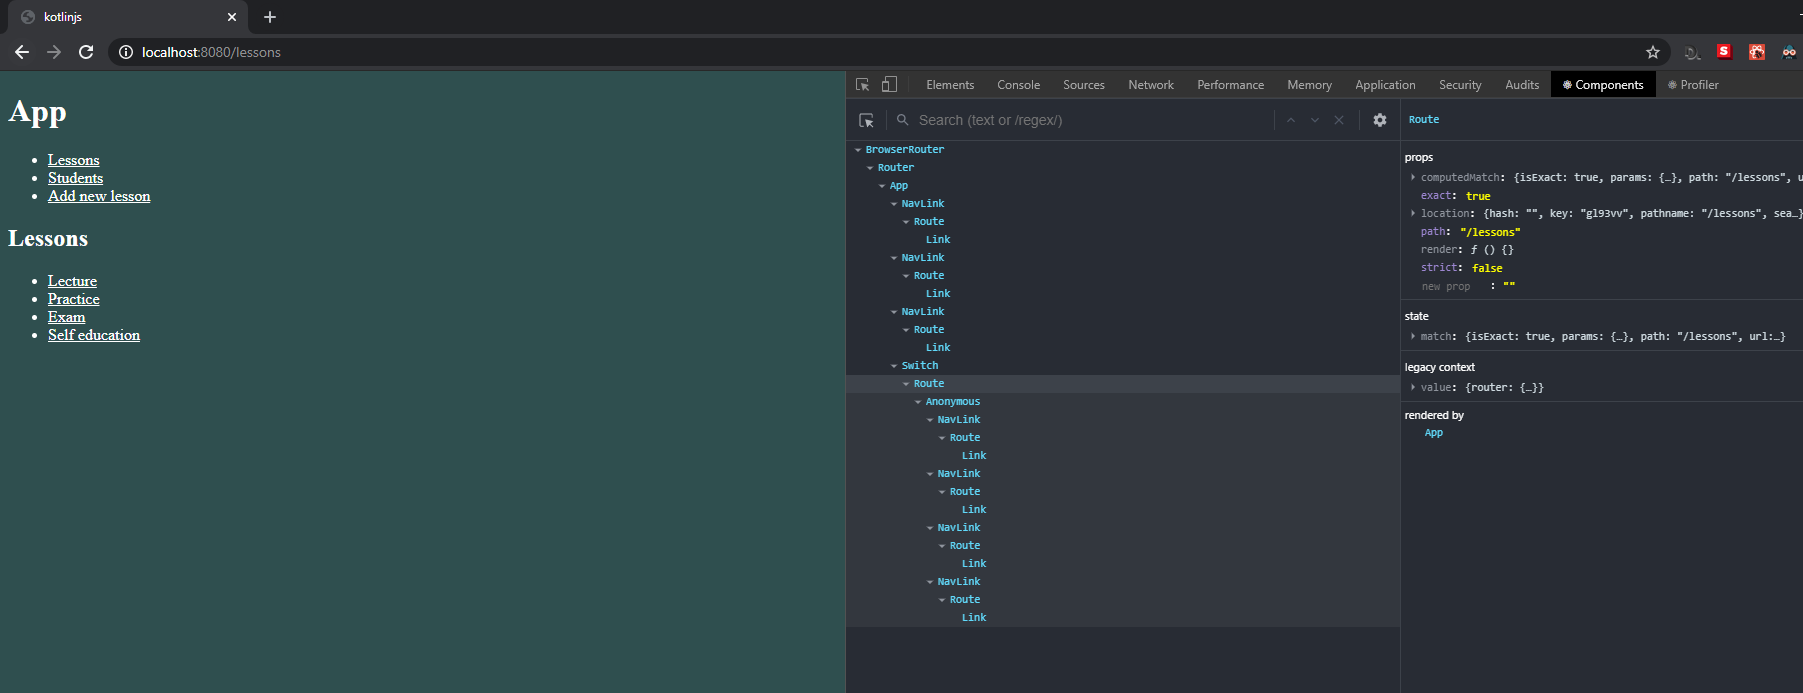 kotlinjs
localhost:8080/lessons
App
Lessons
Students
Add new lesson
Lessons
Lecture
Practice
Exam
Self education
Elements Console Sources Network Performance Memory Application Security Audits Components Profiler
Search (text or /regex/)
BrowserRouter
Router
App
NavLink
Route
Link
NavLink
Route
Link
NavLink
Route
Link
Switch
Route
Anonymous
NavLink
Route
Link
NavLink
Route
Link
NavLink
Route
Link
NavLink
Route
Link
Route
props
computedMatch: {isExact: true, params: {…}, path: "/lessons", u
exact: true
location: {hash: "", key: "gl93vv", pathname: "/lessons", sea…}
path: "/lessons"
render: ƒ () {}
strict: false
new prop : ""
state
match: {isExact: true, params: {…}, path: "/lessons", url:…}
legacy context
value: {router: {…}}
rendered by
App